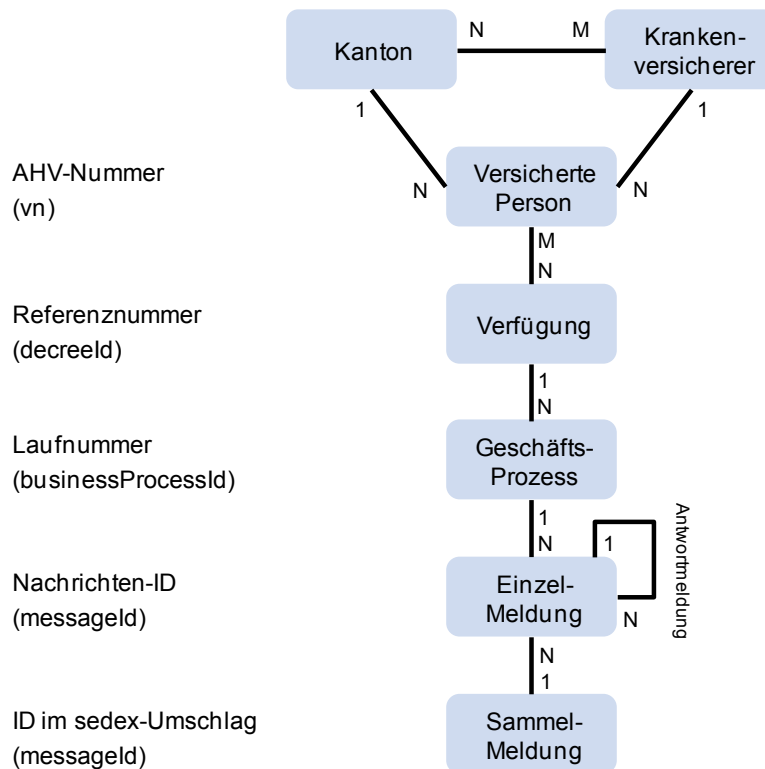 N
M
Kanton
Kranken-
versicherer
1
1
AHV-Nummer
(vn)
N
Versicherte
Person
N
M
N
Referenznummer
(decreeId)
Verfügung
1
N
Laufnummer
(businessProcessId)
Geschäfts-
Prozess
1
N
1
Antwortmeldung
Nachrichten-ID
(messageId)
Einzel-
Meldung
N
N
1
ID im sedex-Umschlag
(messageId)
Sammel-
Meldung